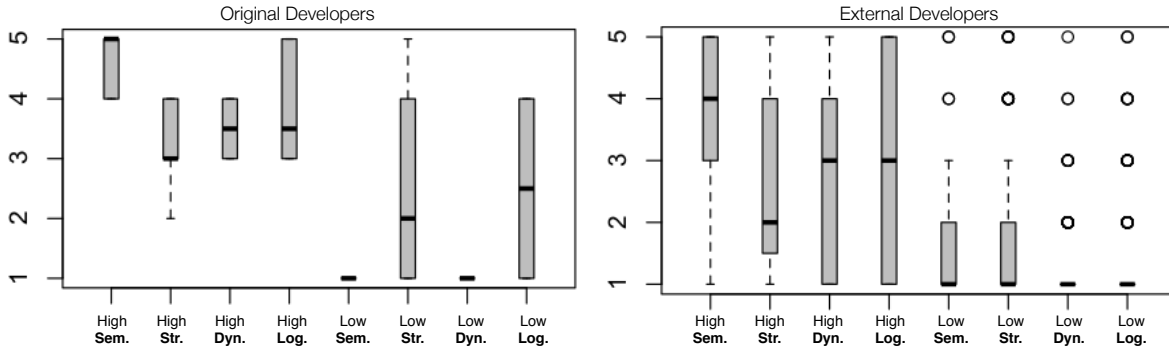 Original Developers
5
4
3
2
1
High Sem.
High Str.
High Dyn.
High Log.
Low Sem.
Low Str.
Low Dyn.
Low Log.
External Developers
5
4
3
2
1
High Sem.
High Str.
High Dyn.
High Log.
Low Sem.
Low Str.
Low Dyn.
Low Log.